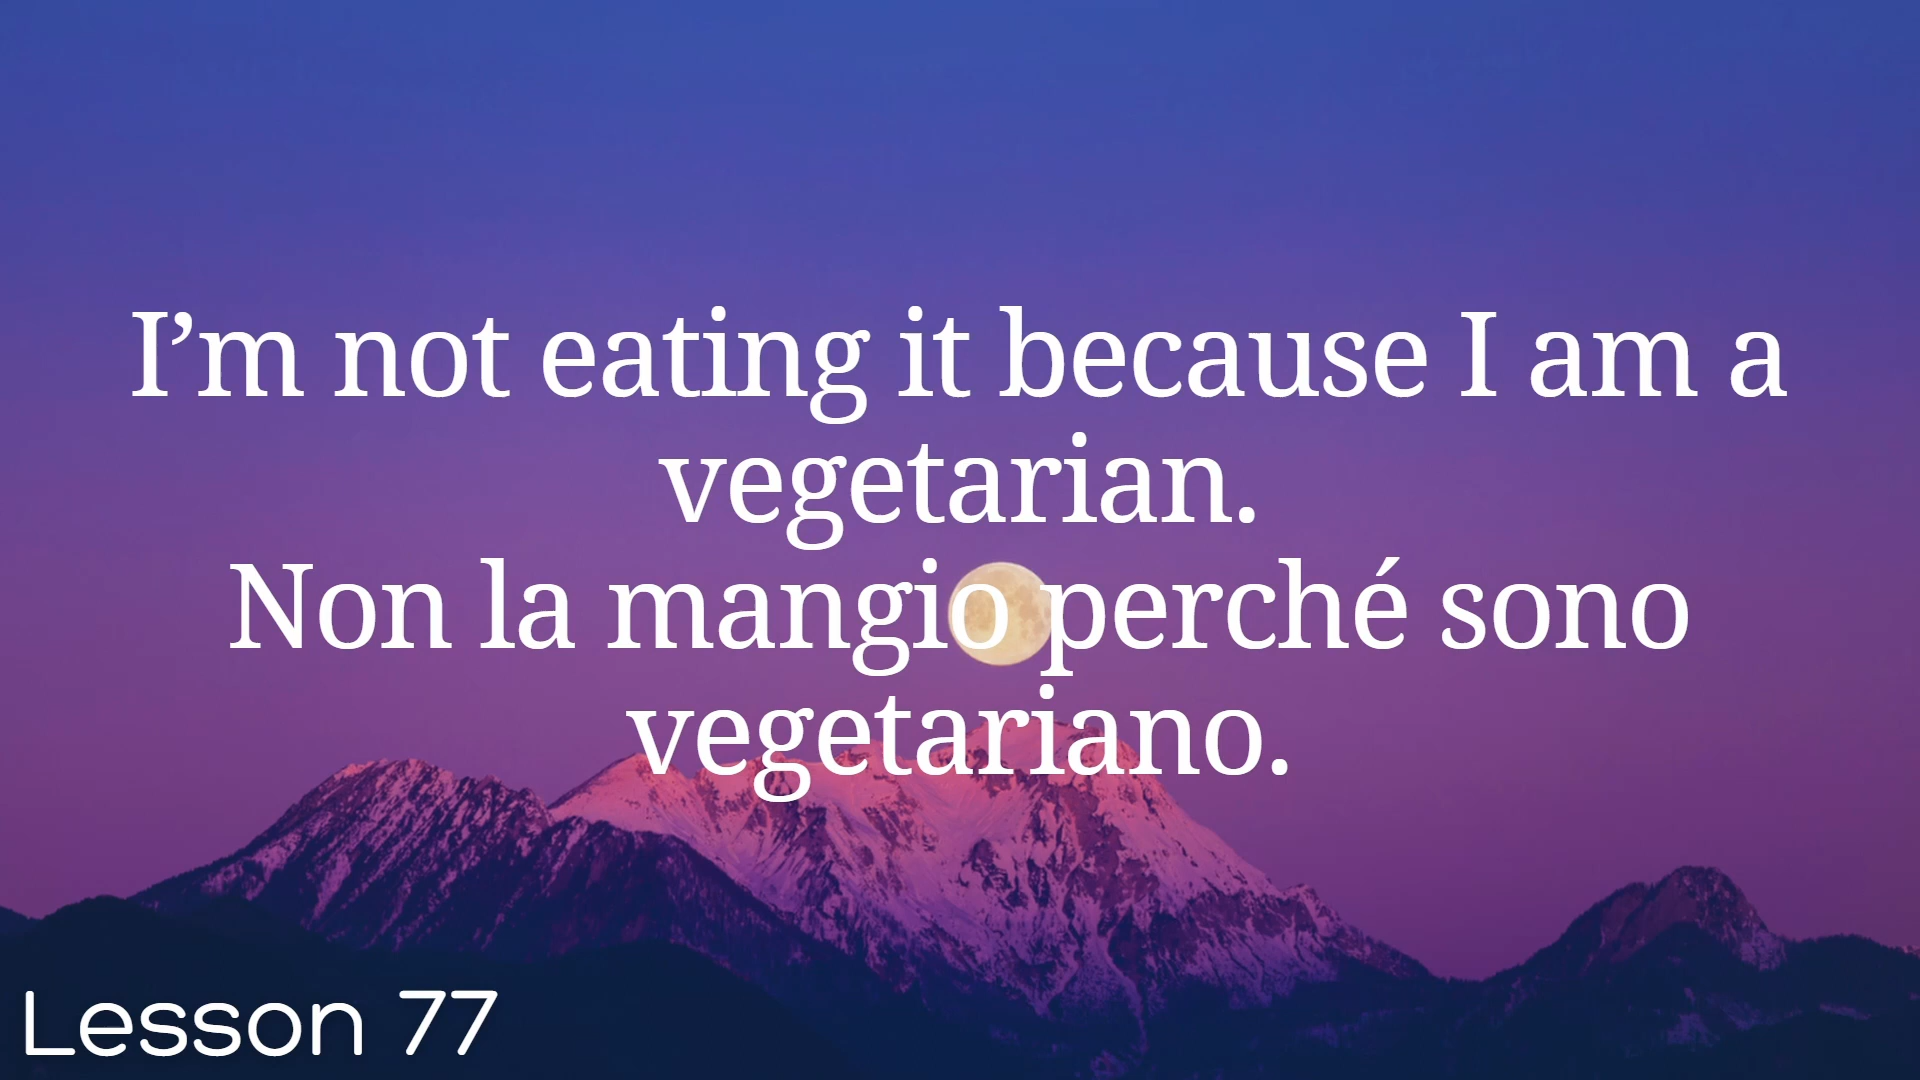 I’m not eating it because I am a
vegetarian.
Non la mangio perché sono
vegetariano.
Lesson 77